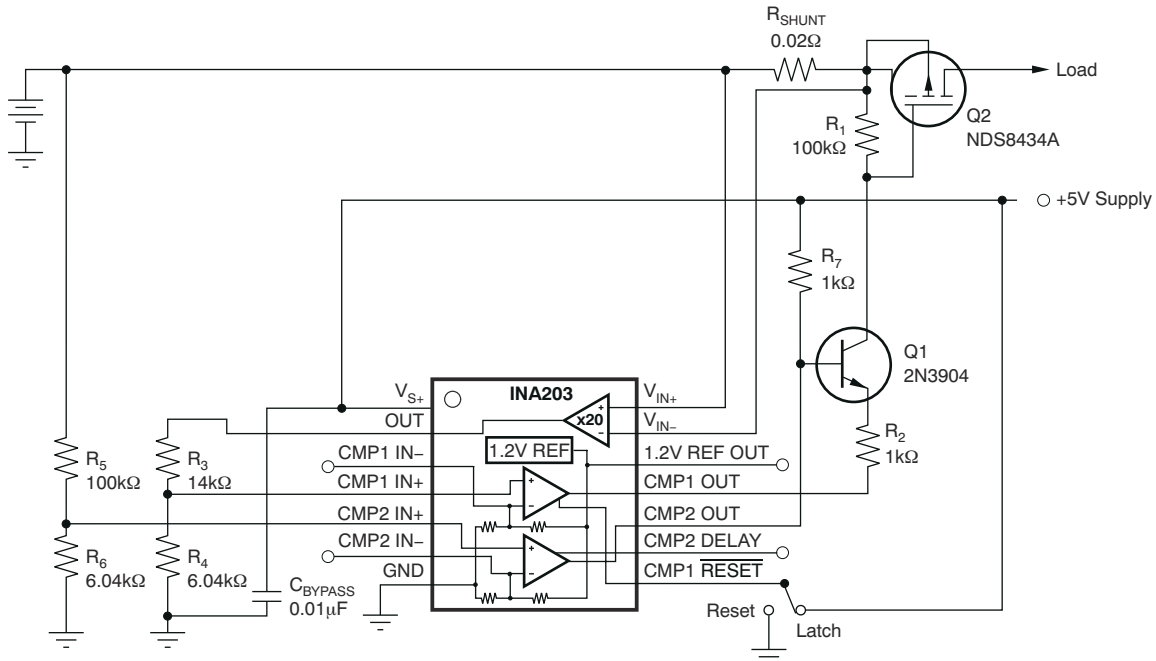 R_SHUNT
0.02Ω
Load
Q2
NDS8434A
R_1
100kΩ
+5V Supply
R_7
1kΩ
Q1
2N3904
R_2
1kΩ
INA203
V_S+
OUT
CMP1 IN−
CMP1 IN+
CMP2 IN+
CMP2 IN−
GND
x20
+
−
1.2V REF
+
−
+
−
V_IN+
V_IN−
1.2V REF OUT
CMP1 OUT
CMP2 OUT
CMP2 DELAY
CMP1 RESET
R_5
100kΩ
R_3
14kΩ
R_6
6.04kΩ
R_4
6.04kΩ
C_BYPASS
0.01μF
Reset
Latch